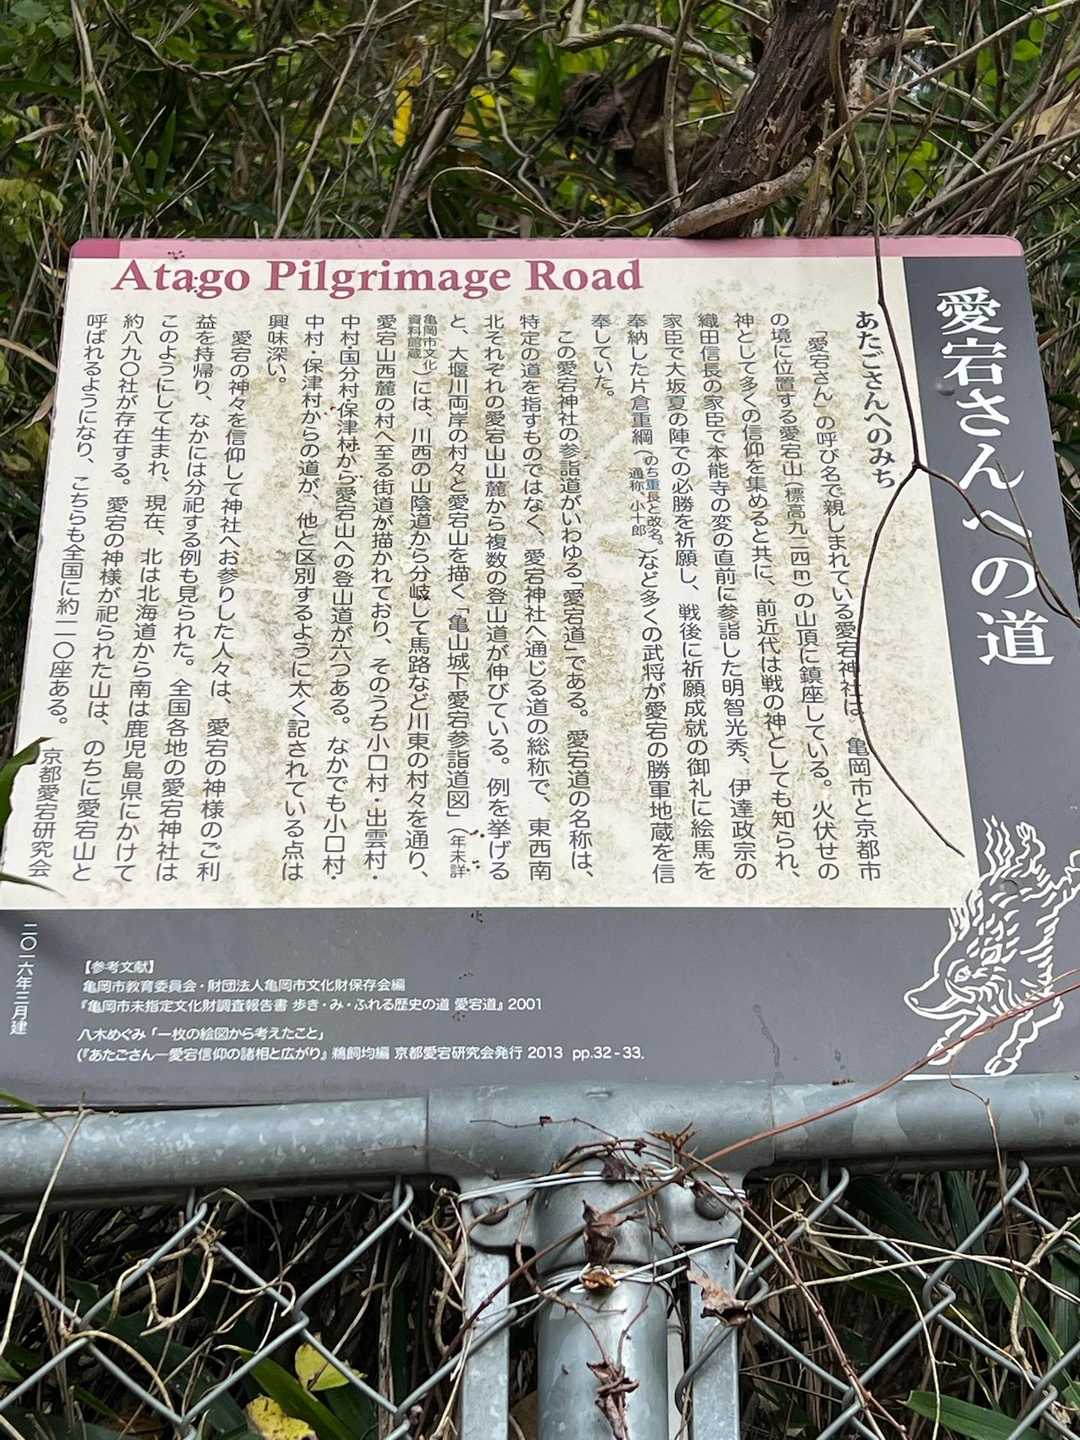 Atago Pilgrimage Road
愛宕さんへの道
あたごさんへのみち
「愛宕さん」の呼び名で親しまれている愛宕神社は、亀岡市と京都市
の境に位置する愛宕山(標高九二四m)の山頂に鎮座している。火伏せの
神として多くの信仰を集めると共に、前近代は戦の神としても知られ、
織田信長の家臣で本能寺の変の直前に参詣した明智光秀、伊達政宗の
家臣で大坂夏の陣での必勝を祈願し、戦後に祈願成就の御礼に絵馬を
奉納した片倉重綱(のち重長と改名。通称、小十郎)など多くの武将が愛宕の勝軍地蔵を信
奉していた。
この愛宕神社の参詣道がいわゆる「愛宕道」である。愛宕道の名称は、
特定の道を指すものではなく、愛宕神社へ通じる道の総称で、東西南
北それぞれの愛宕山山麓から複数の登山道が伸びている。例を挙げる
と、大堰川両岸の村々と愛宕山を描く「亀山城下愛宕参詣道図」(年未詳
亀岡市文化資料館蔵)には、川西の山陰道から分岐して馬路など川東の村々を通り、
愛宕山西麓の村へ至る街道が描かれており、そのうち小口村・出雲村・
中村国分村・保津村から愛宕山への登山道が六つある。なかでも小口村・
中村・保津村からの道が、他と区別するように太く記されている点は
興味深い。
愛宕の神々を信仰して神社へお参りした人々は、愛宕の神様のご利
益を持帰り、なかには分祀する例も見られた。全国各地の愛宕神社は
このようにして生まれ、現在、北は北海道から南は鹿児島県にかけて
約八九〇社が存在する。愛宕の神様が祀られた山は、のちに愛宕山と
呼ばれるようになり、こちらも全国に約一一〇座ある。
京都愛宕研究会
二〇一六年三月建
【参考文献】
亀岡市教育委員会・財団法人亀岡市文化財保存会編
『亀岡市未指定文化財調査報告書 歩き・み・ふれる歴史の道 愛宕道』2001
八木めぐみ「一枚の絵図から考えたこと」
(『あたごさん―愛宕信仰の諸相と広がり』鵜飼均編 京都愛宕研究会発行 2013 pp.32-33.